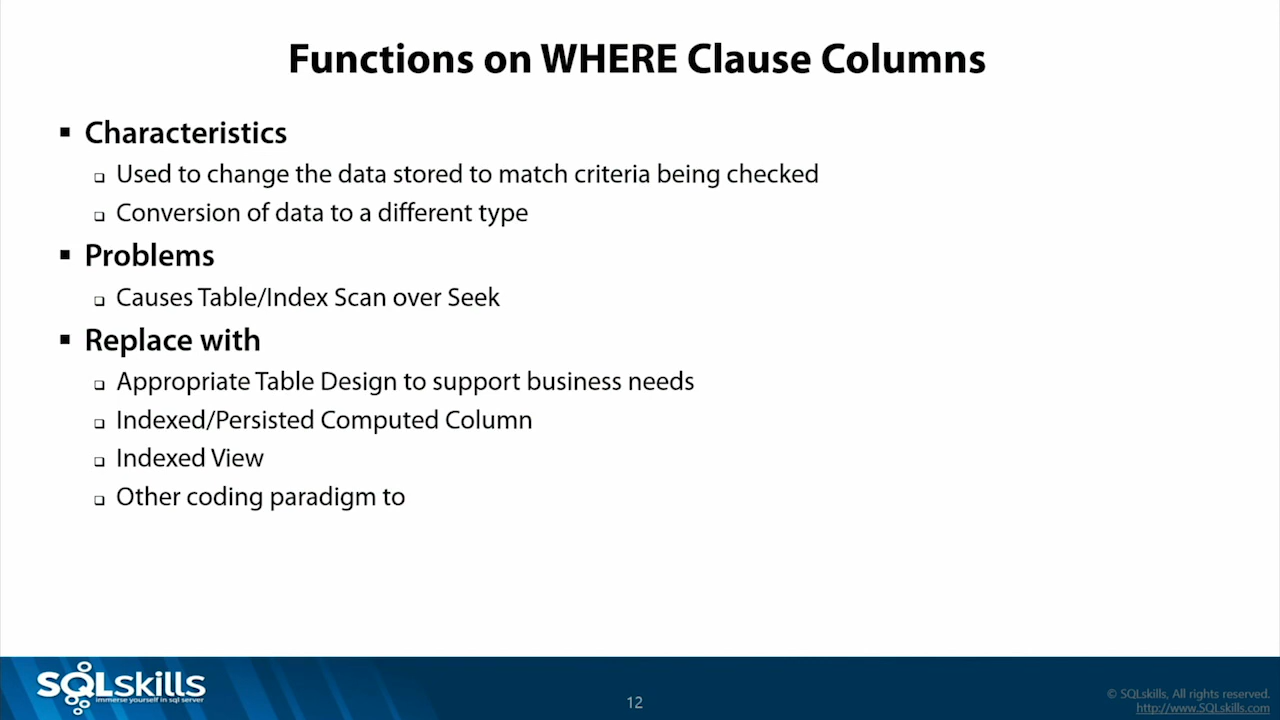 Functions on WHERE Clause Columns
Characteristics
Used to change the data stored to match criteria being checked
Conversion of data to a different type
Problems
Causes Table/Index Scan over Seek
Replace with
Appropriate Table Design to support business needs
Indexed/Persisted Computed Column
Indexed View
Other coding paradigm to
SQLskills
immerse yourself in sql server
12
© SQLskills, All rights reserved.
http://www.SQLskills.com